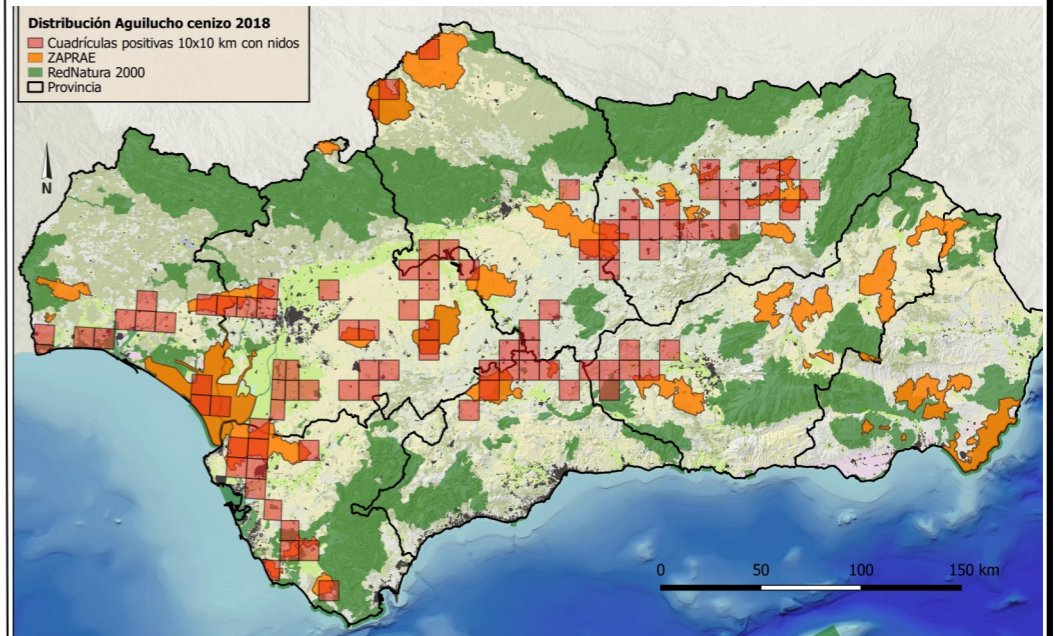 Distribución Aguilucho cenizo 2018
Cuadrículas positivas 10x10 km con nidos
ZAPRAE
RedNatura 2000
Provincia
N
0 50 100 150 km